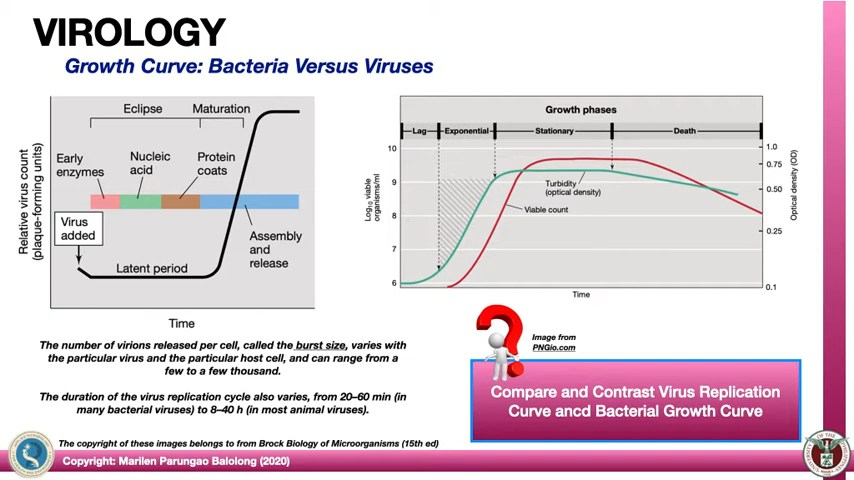 VIROLOGY
Growth Curve: Bacteria Versus Viruses
Relative virus count
(plaque-forming units)
Eclipse
Maturation
Early
enzymes
Nucleic
acid
Protein
coats
Virus
added
Latent period
Assembly
and
release
Time
Growth phases
Lag
Exponential
Stationary
Death
Log10 viable
organisms/ml
10
9
8
7
6
Turbidity
(optical density)
Viable count
1.0
0.75
0.50
0.25
0.1
Optical density (OD)
Time
The number of virions released per cell, called the burst size, varies with
the particular virus and the particular host cell, and can range from a
few to a few thousand.
The duration of the virus replication cycle also varies, from 20–60 min (in
many bacterial viruses) to 8–40 h (in most animal viruses).
Image from
PNGio.com
Compare and Contrast Virus Replication
Curve ancd Bacterial Growth Curve
The copyright of these images belongs to from Brock Biology of Microorganisms (15th ed)
Copyright: Marilen Parungao Balolong (2020)